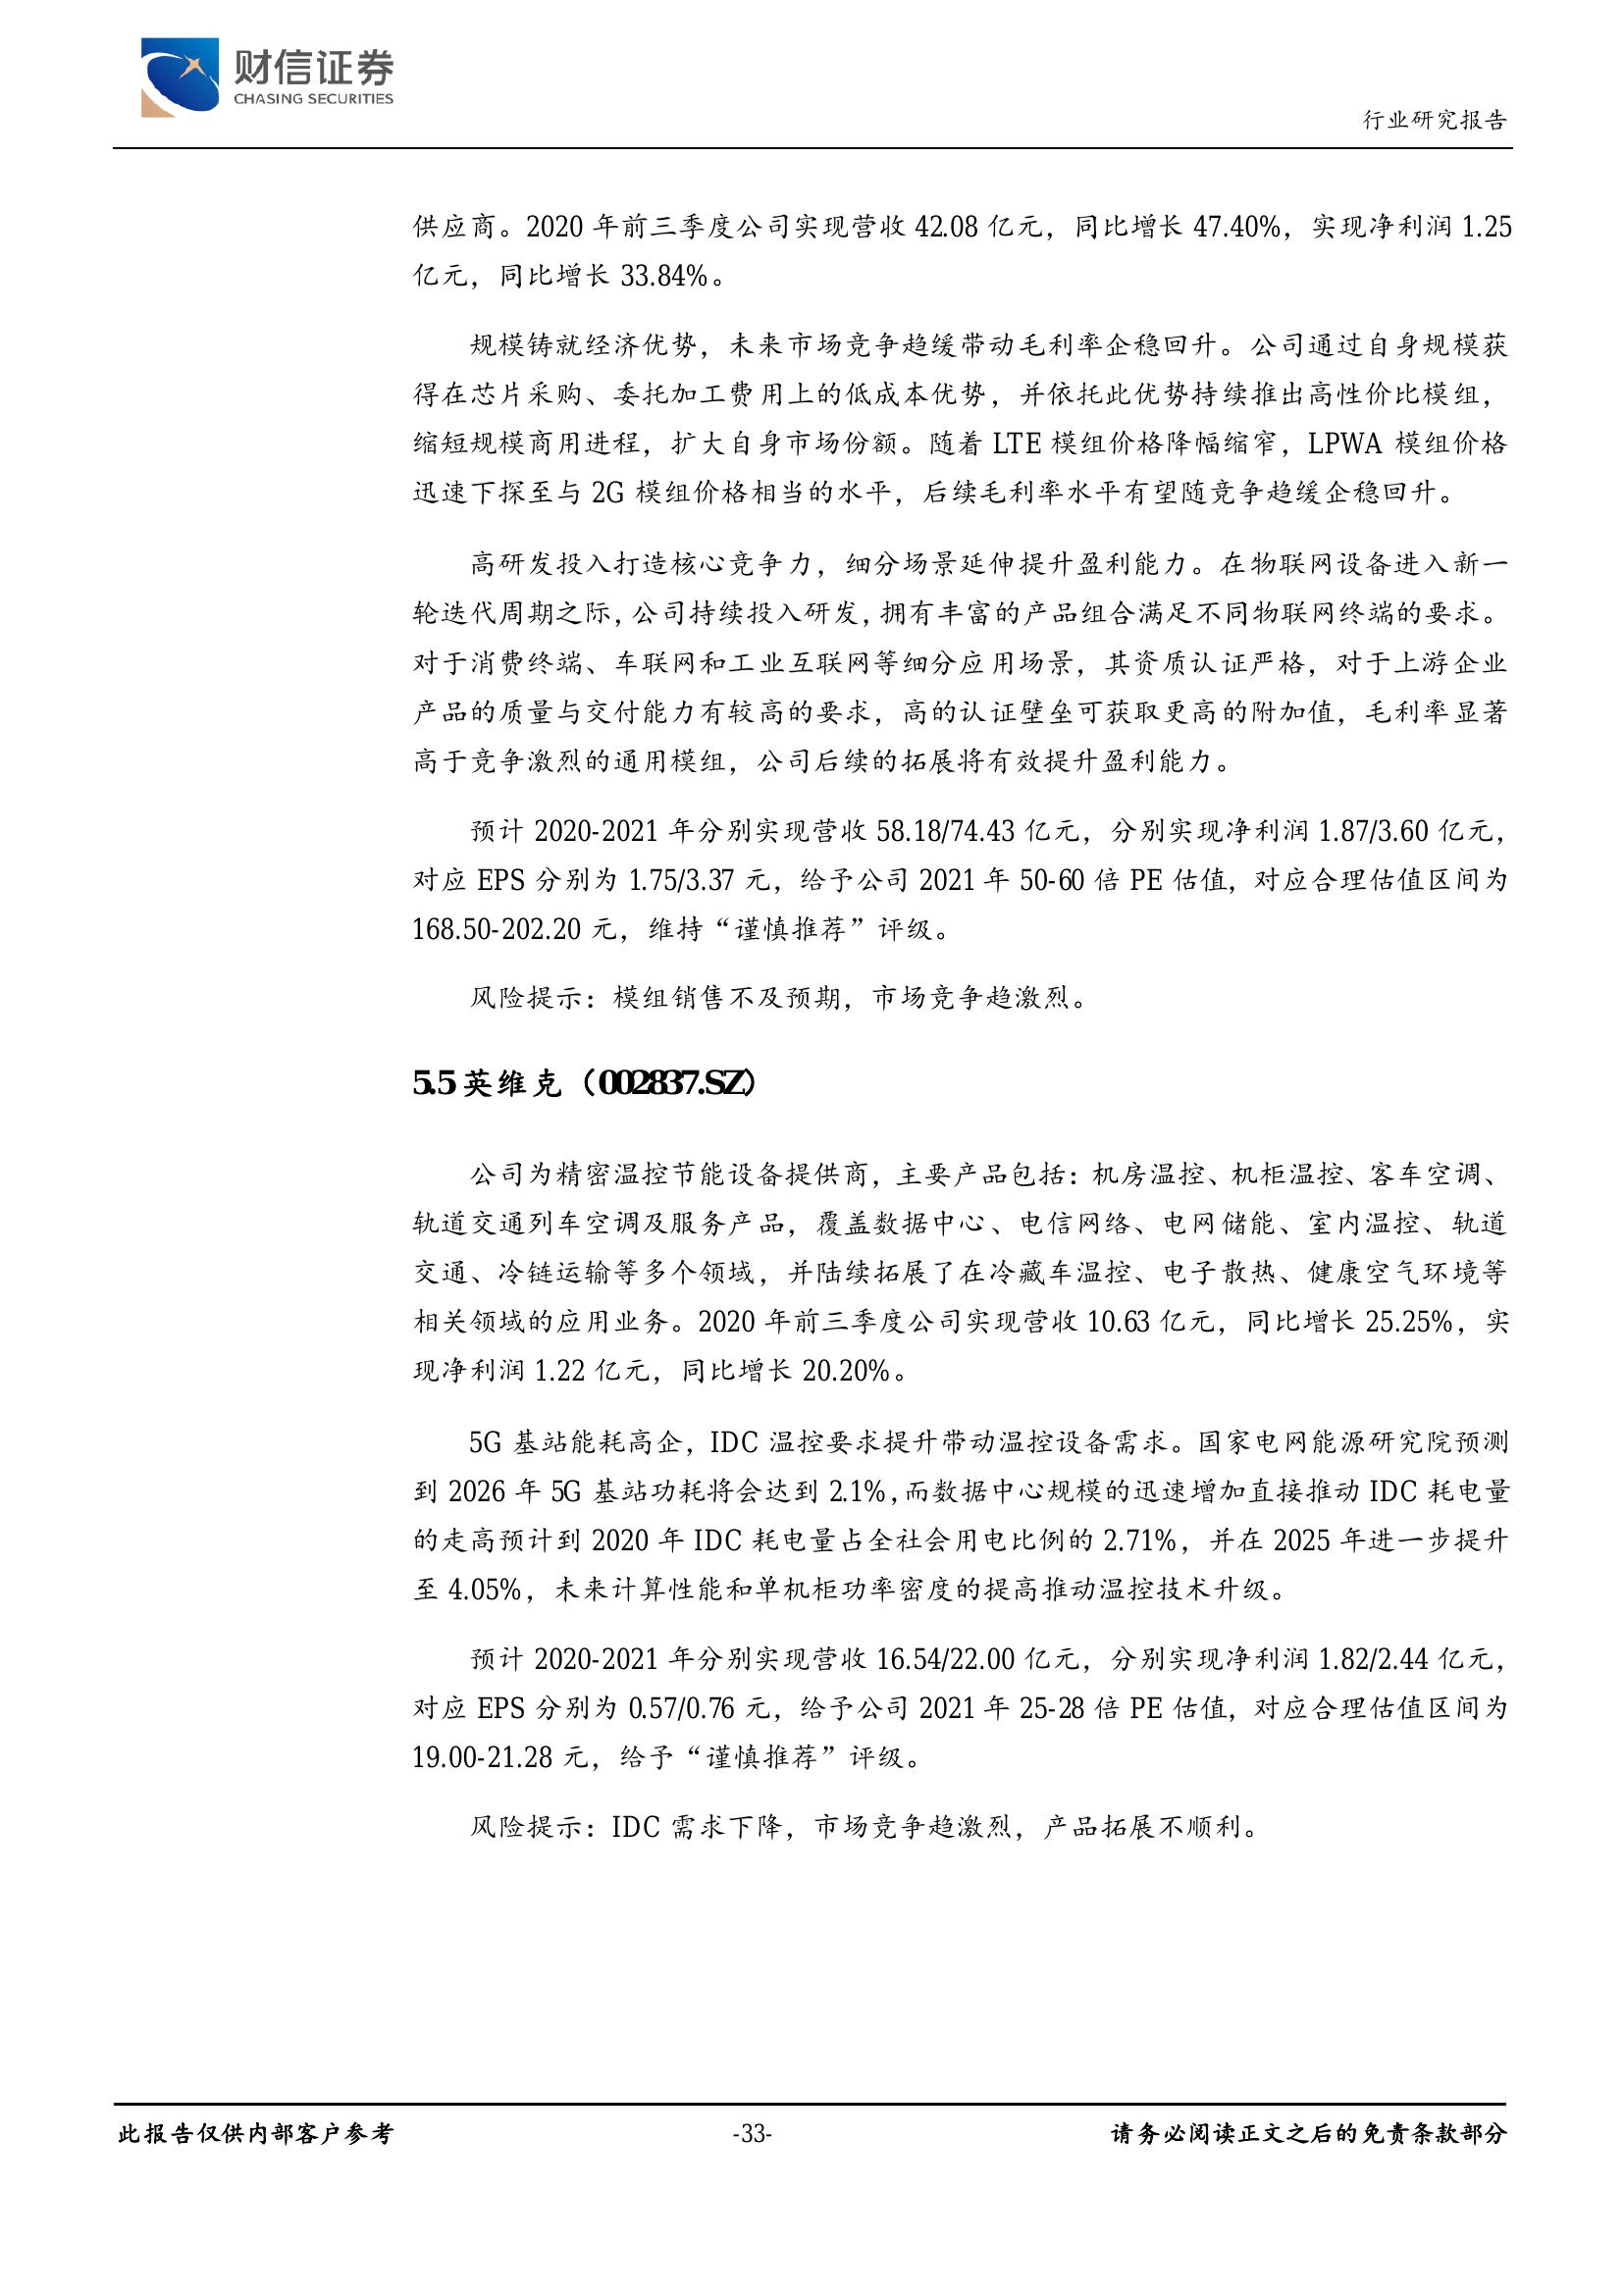 财信证券
CHASING SECURITIES
行业研究报告
供应商。2020 年前三季度公司实现营收 42.08 亿元，同比增长 47.40%，实现净利润 1.25
亿元，同比增长 33.84%。
规模铸就经济优势，未来市场竞争趋缓带动毛利率企稳回升。公司通过自身规模获
得在芯片采购、委托加工费用上的低成本优势，并依托此优势持续推出高性价比模组，
缩短规模商用进程，扩大自身市场份额。随着 LTE 模组价格降幅缩窄，LPWA 模组价格
迅速下探至与 2G 模组价格相当的水平，后续毛利率水平有望随竞争趋缓企稳回升。
高研发投入打造核心竞争力，细分场景延伸提升盈利能力。在物联网设备进入新一
轮迭代周期之际，公司持续投入研发，拥有丰富的产品组合满足不同物联网终端的要求。
对于消费终端、车联网和工业互联网等细分应用场景，其资质认证严格，对于上游企业
产品的质量与交付能力有较高的要求，高的认证壁垒可获取更高的附加值，毛利率显著
高于竞争激烈的通用模组，公司后续的拓展将有效提升盈利能力。
预计 2020-2021 年分别实现营收 58.18/74.43 亿元，分别实现净利润 1.87/3.60 亿元，
对应 EPS 分别为 1.75/3.37 元，给予公司 2021 年 50-60 倍 PE 估值，对应合理估值区间为
168.50-202.20 元，维持“谨慎推荐”评级。
风险提示：模组销售不及预期，市场竞争趋激烈。
5.5 英维克（002837.SZ）
公司为精密温控节能设备提供商，主要产品包括：机房温控、机柜温控、客车空调、
轨道交通列车空调及服务产品，覆盖数据中心、电信网络、电网储能、室内温控、轨道
交通、冷链运输等多个领域，并陆续拓展了在冷藏车温控、电子散热、健康空气环境等
相关领域的应用业务。2020 年前三季度公司实现营收 10.63 亿元，同比增长 25.25%，实
现净利润 1.22 亿元，同比增长 20.20%。
5G 基站能耗高企，IDC 温控要求提升带动温控设备需求。国家电网能源研究院预测
到 2026 年 5G 基站功耗将会达到 2.1%，而数据中心规模的迅速增加直接推动 IDC 耗电量
的走高预计到 2020 年 IDC 耗电量占全社会用电比例的 2.71%，并在 2025 年进一步提升
至 4.05%，未来计算性能和单机柜功率密度的提高推动温控技术升级。
预计 2020-2021 年分别实现营收 16.54/22.00 亿元，分别实现净利润 1.82/2.44 亿元，
对应 EPS 分别为 0.57/0.76 元，给予公司 2021 年 25-28 倍 PE 估值，对应合理估值区间为
19.00-21.28 元，给予“谨慎推荐”评级。
风险提示：IDC 需求下降，市场竞争趋激烈，产品拓展不顺利。
此报告仅供内部客户参考
-33-
请务必阅读正文之后的免责条款部分